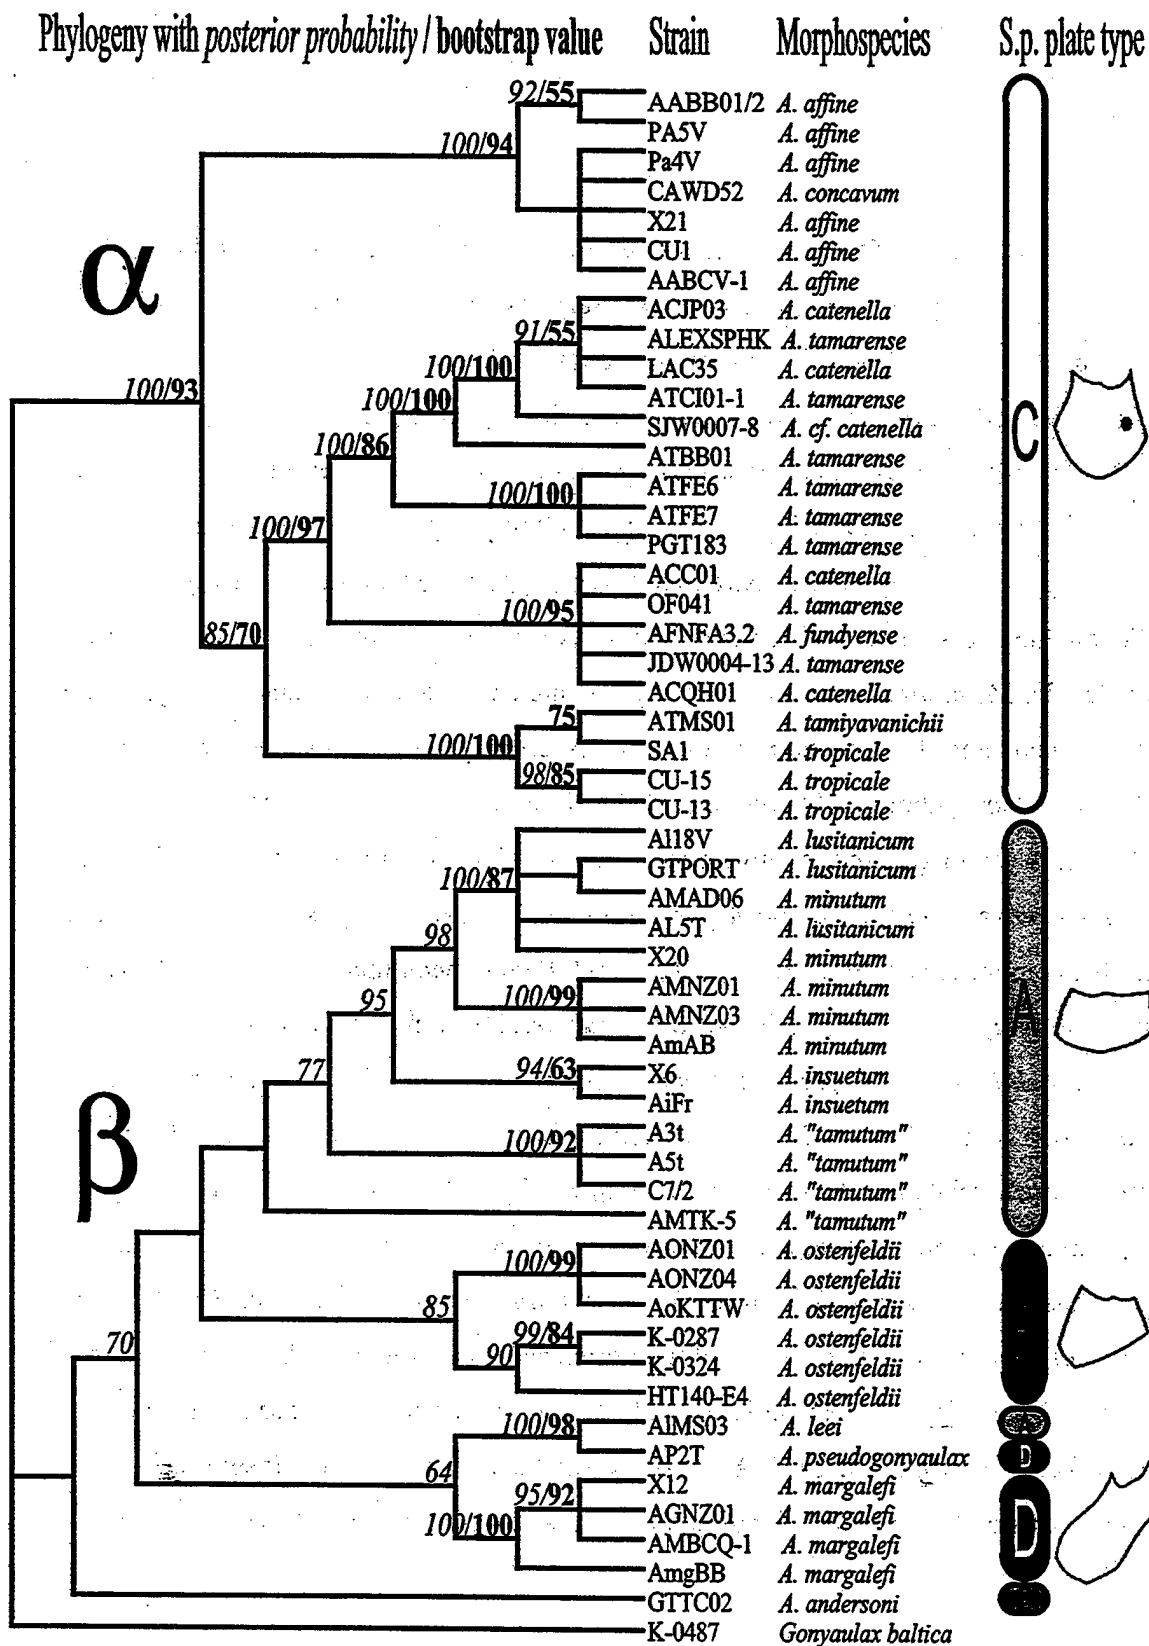 Phylogeny with posterior probability / bootstrap value Strain Morphospecies S.p. plate type
92/55
AABB01/2 A. affine
PA5V A. affine
100/94
Pa4V A. affine
CAWD52 A. concavum
X21 A. affine
CU1 A. affine
AABCV-1 A. affine
α
ACJP03 A. catenella
91/55
ALEXSPHK A. tamarense
100/100
LAC35 A. catenella
100/93
100/100
ATCI01-1 A. tamarense
SJW0007-8 A. cf. catenella
C
100/86
ATBB01 A. tamarense
100/100
ATFE6 A. tamarense
ATFE7 A. tamarense
100/97
PGT183 A. tamarense
ACC01 A. catenella
100/95
OF041 A. tamarense
85/70
AFNFA3.2 A. fundyense
JDW0004-13 A. tamarense
ACQH01 A. catenella
75
ATMS01 A. tamiyavanichii
100/100
SA1 A. tropicale
98/85
CU-15 A. tropicale
CU-13 A. tropicale
Al18V A. lusitanicum
100/87
GTPORT A. lusitanicum
AMAD06 A. minutum
98
AL5T A. lusitanicum
X20 A. minutum
95
100/99
AMNZ01 A. minutum
A
AMNZ03 A. minutum
AmAB A. minutum
77
94/63
X6 A. insuetum
AiFr A. insuetum
β
100/92
A3t A. "tamutum"
A5t A. "tamutum"
C7/2 A. "tamutum"
AMTK-5 A. "tamutum"
100/99
AONZ01 A. ostenfeldii
AONZ04 A. ostenfeldii
85
AoKTTW A. ostenfeldii
70
99/84
K-0287 A. ostenfeldii
90
K-0324 A. ostenfeldii
HT140-E4 A. ostenfeldii
100/98
AlMS03 A. leei
A
AP2T A. pseudogonyaulax
D
64
95/92
X12 A. margalefi
100/100
AGNZ01 A. margalefi
D
AMBCQ-1 A. margalefi
AmgBB A. margalefi
GTTC02 A. andersoni
K-0487 Gonyaulax baltica